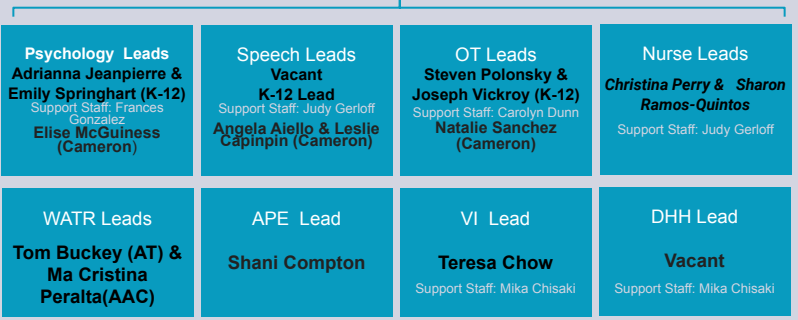 Psychology Leads
Adrianna Jeanpierre &
Emily Springhart (K-12)
Support Staff: Frances
Gonzalez
Elise McGuiness
(Cameron)
Speech Leads
Vacant
K-12 Lead
Support Staff: Judy Gerloff
Angela Aiello & Leslie
Capinpin (Cameron)
OT Leads
Steven Polonsky &
Joseph Vickroy (K-12)
Support Staff: Carolyn Dunn
Natalie Sanchez
(Cameron)
Nurse Leads
Christina Perry & Sharon
Ramos-Quintos
Support Staff: Judy Gerloff
WATR Leads
Tom Buckey (AT) &
Ma Cristina
Peralta(AAC)
APE Lead
Shani Compton
VI Lead
Teresa Chow
Support Staff: Mika Chisaki
DHH Lead
Vacant
Support Staff: Mika Chisaki